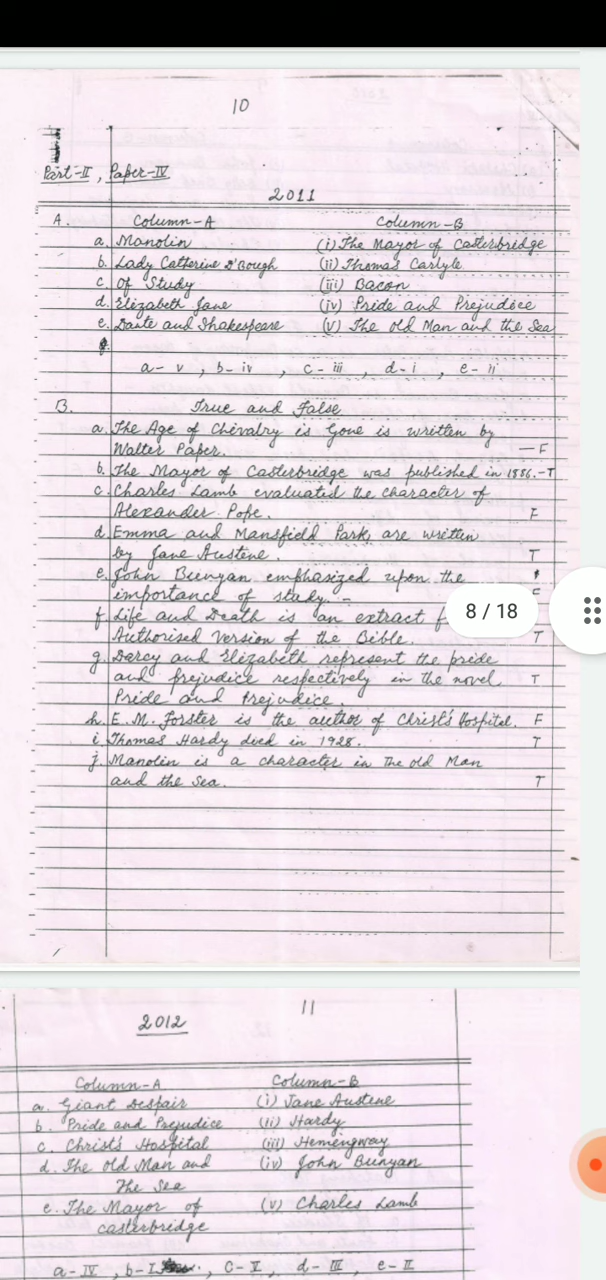 10
Part-II, Paper-IV
2011
A. Column-A Column-B
a. Manolin (i) The Mayor of Casterbridge
b. Lady Catherine D'Bough (ii) Thomas Carlyle
c. Of Study (iii) Bacon
d. Elizabeth Jane (iv) Pride and Prejudice
e. Dante and Shakespeare (v) The Old Man and the Sea
a- v, b- iv, c- iii, d- i, e- ii
B. True and False
a. The Age of Chivalry is Gone is written by
Walter Paper. — F
b. The Mayor of Casterbridge was published in 1886. - T
c. Charles Lamb evaluated the character of
Alexander Pope. F
d. Emma and Mansfield Park, are written
by Jane Austene. T
e. John Bunyan emphasized upon the
importance of study. - F
f. Life and Death is an extract f
8 / 18
Authorised Version of the Bible. T
g. Darcy and Elizabeth represent the pride
and prejudice respectively in the novel T
Pride and Prejudice.
h. E. M. Forster is the author of Christ's Hospital. F
i. Thomas Hardy died in 1928. T
j. Manolin is a character in The Old Man
and the Sea. T
11
2012
Column-A Column-B
a. Giant Despair (i) Jane Austene
b. Pride and Prejudice (ii) Hardy
c. Christ's Hospital (iii) Hemingway
d. The Old Man and (iv) John Bunyan
The Sea
e. The Mayor of (v) Charles Lamb
casterbridge
a- IV, b- I, C- V, d- III, e- II